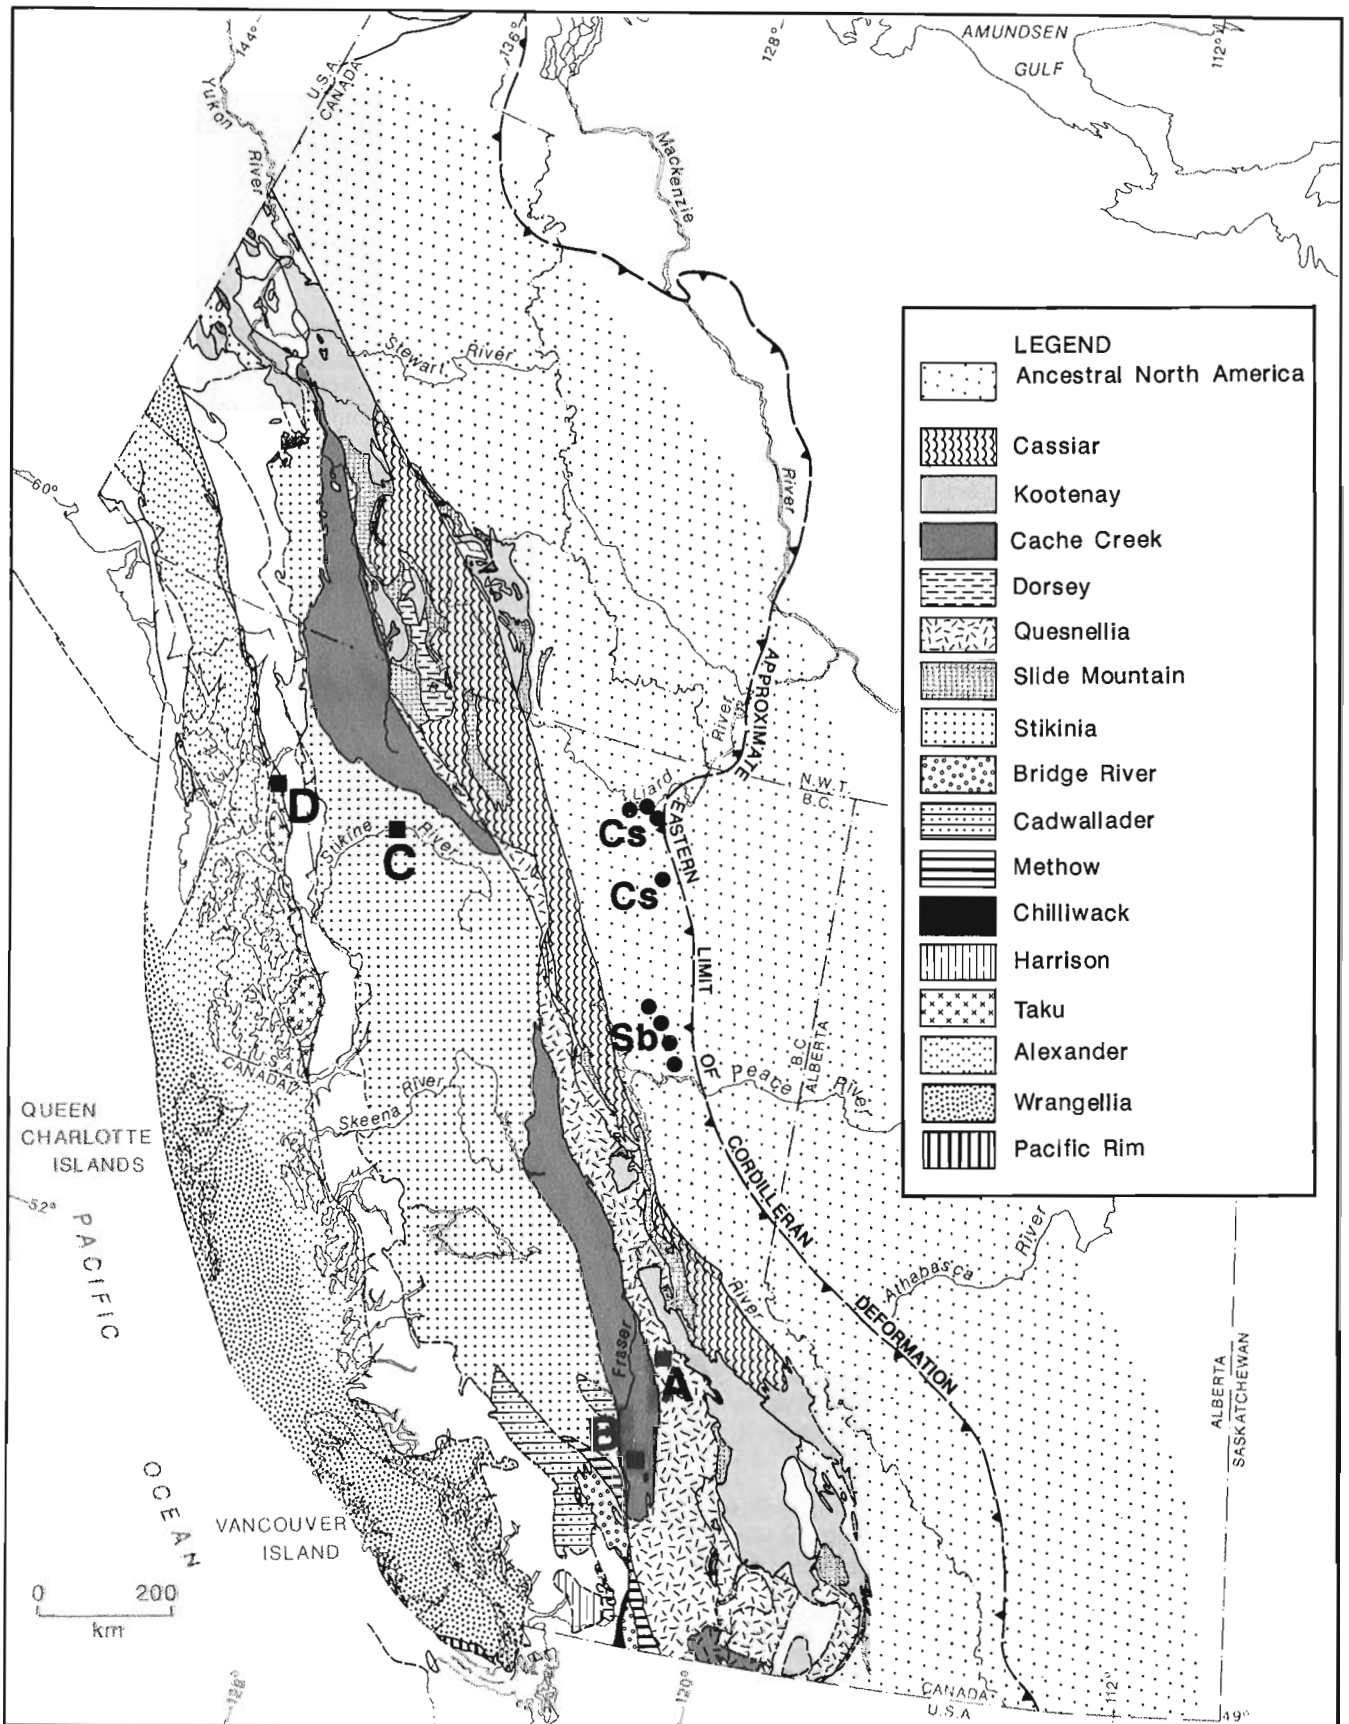 144°
136°
128°
112°
AMUNDSEN
GULF
U.S.A.
CANADA
Yukon
River
Mackenzie
River
Stewart River
60°
LEGEND
Ancestral North America
Cassiar
Kootenay
Cache Creek
Dorsey
Quesnellia
Slide Mountain
Stikinia
Bridge River
Cadwallader
Methow
Chilliwack
Harrison
Taku
Alexander
Wrangellia
Pacific Rim
APPROXIMATE
EASTERN
LIMIT
OF
CORDILLERAN
DEFORMATION
Liard
River
N.W.T.
B.C.
D
C
Stikine River
Cs
Cs
Sb
B.C.
ALBERTA
Peace River
U.S.A.
CANADA
Skeena River
QUEEN
CHARLOTTE
ISLANDS
52°
PACIFIC
OCEAN
Fraser
River
A
B
Athabasca River
ALBERTA
SASKATCHEWAN
VANCOUVER
ISLAND
0 200
km
128°
120°
112°
CANADA
U.S.A
49°